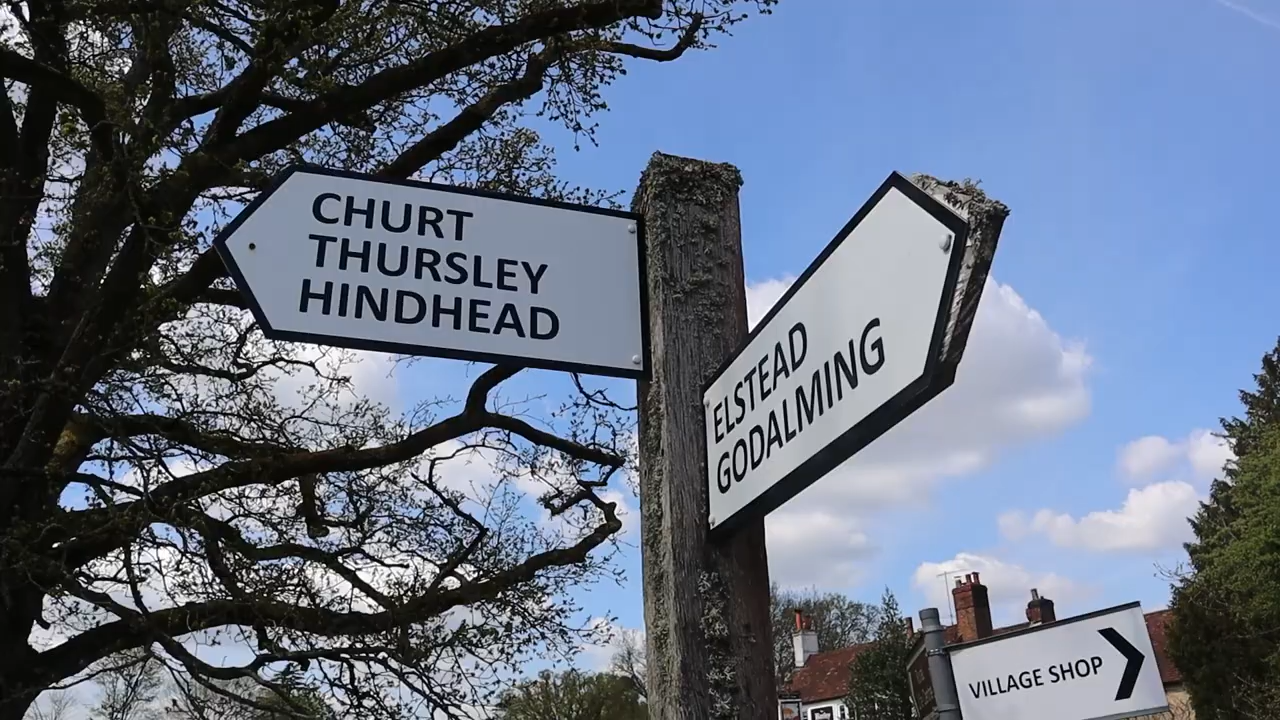 CHURT
THURSLEY
HINDHEAD
ELSTEAD
GODALMING
VILLAGE SHOP